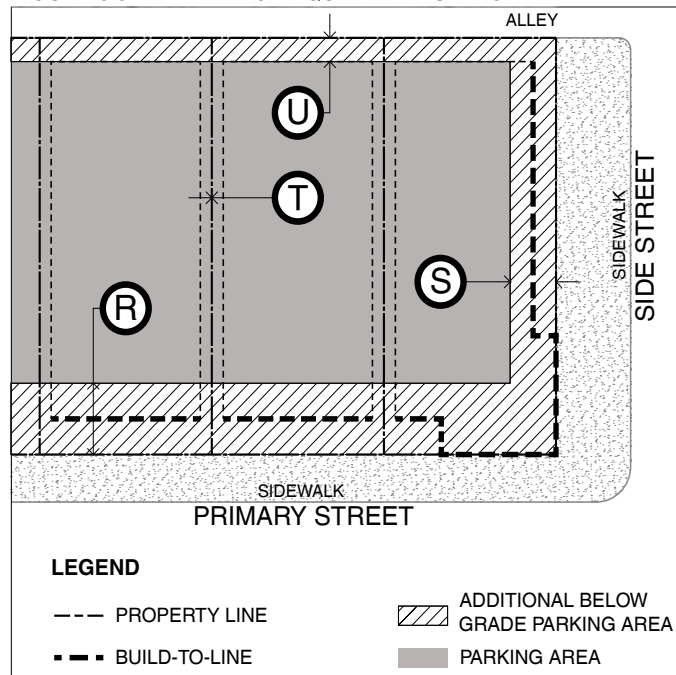 ALLEY
U
T
S
R
SIDEWALK
SIDE STREET
SIDEWALK
PRIMARY STREET
LEGEND
PROPERTY LINE
BUILD-TO-LINE
ADDITIONAL BELOW
GRADE PARKING AREA
PARKING AREA